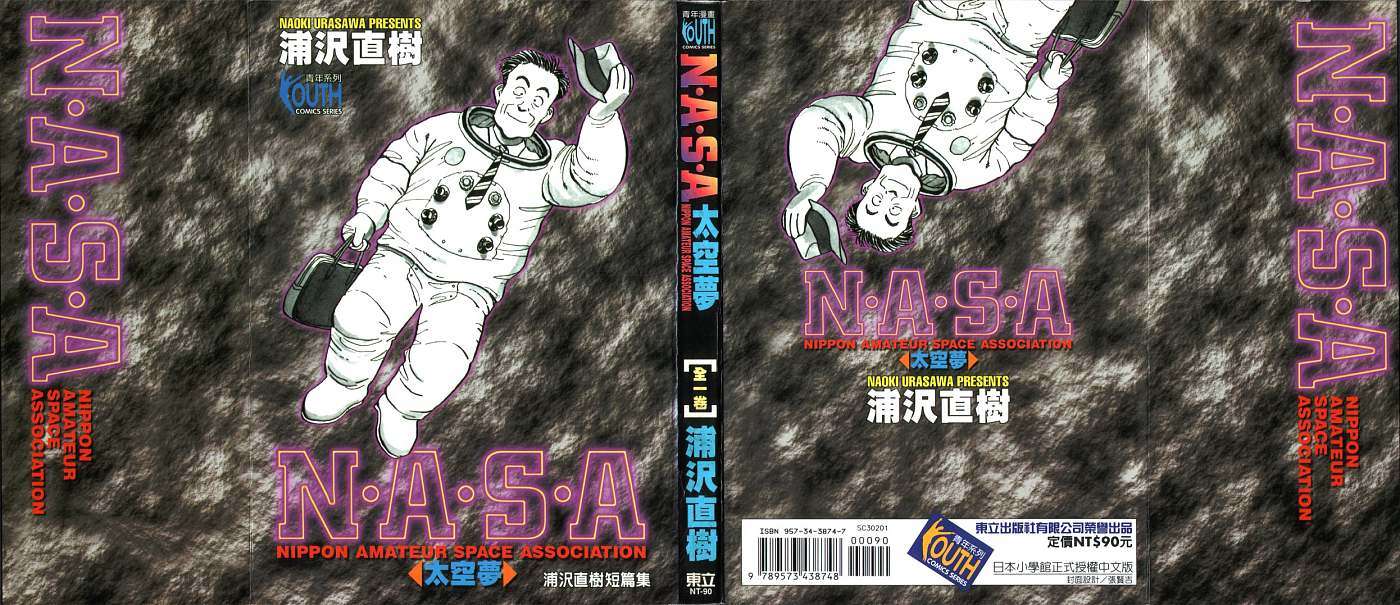 N·A·S·A
NIPPON
AMATEUR
SPACE
ASSOCIATION
NAOKI URASAWA PRESENTS
浦沢直樹
青年系列
YOUTH
COMICS SERIES
N·A·S·A
NIPPON AMATEUR SPACE ASSOCIATION
太空夢
浦沢直樹短篇集
青年漫畫
YOUTH
COMICS SERIES
N·A·S·A
NIPPON AMATEUR SPACE ASSOCIATION
太空夢
【全一卷】
浦沢直樹
東立
NT-90
N·A·S·A
NIPPON AMATEUR SPACE ASSOCIATION
太空夢
NAOKI URASAWA PRESENTS
浦沢直樹
ISBN 957-34-3874-7
SC30201
00090
9 789573 438748
青年系列
YOUTH
COMICS SERIES
東立出版社有限公司榮譽出品
定價NT$90元
日本小學館正式授權中文版
封面設計/張賢吉
N·A·S·A
NIPPON
AMATEUR
SPACE
ASSOCIATION